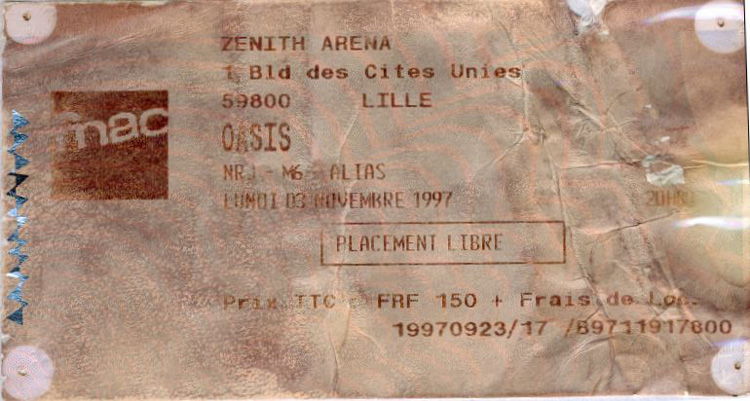 ZENITH ARENA
1 Bld des Cites Unies
59800 LILLE
fnac
OASIS
NRJ - M6 - ALIAS
LUNDI 03 NOVEMBRE 1997 20H00
PLACEMENT LIBRE
Prix TTC : FRF 150 + Frais de Loc.
19970923/17 /B9711917800